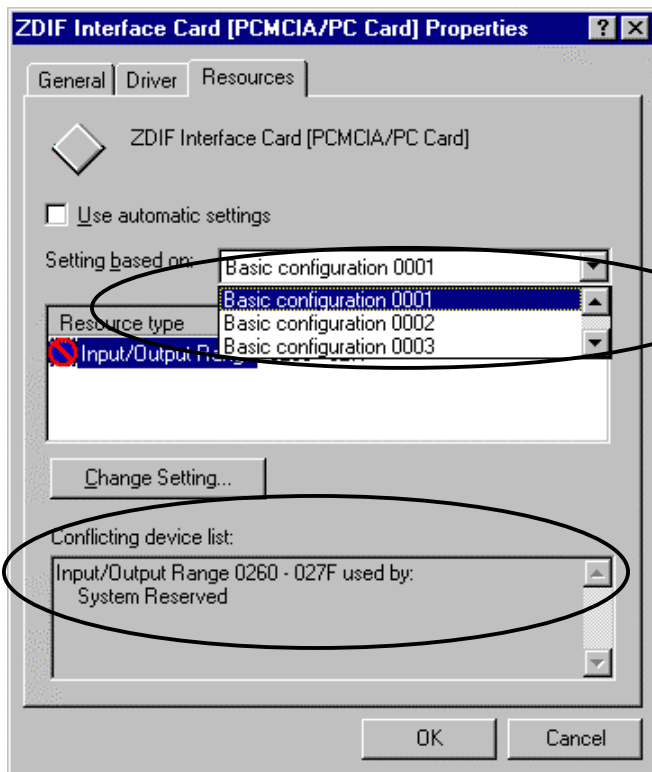 ZDIF Interface Card [PCMCIA/PC Card] Properties
General Driver Resources
ZDIF Interface Card [PCMCIA/PC Card]
Use automatic settings
Setting based on: Basic configuration 0001
Basic configuration 0001
Basic configuration 0002
Basic configuration 0003
Resource type
Input/Output Range
Change Setting...
Conflicting device list:
Input/Output Range 0260 - 027F used by:
System Reserved
OK Cancel